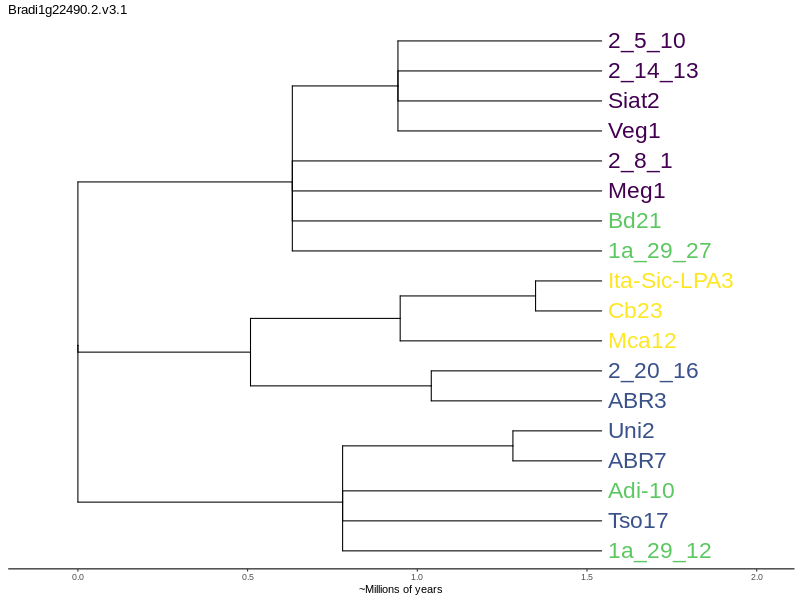 Bradi1g22490.2.v3.1
2_5_10
2_14_13
Siat2
Veg1
2_8_1
Meg1
Bd21
1a_29_27
Ita-Sic-LPA3
Cb23
Mca12
2_20_16
ABR3
Uni2
ABR7
Adi-10
Tso17
1a_29_12
0.0 0.5 1.0 1.5 2.0
~Millions of years